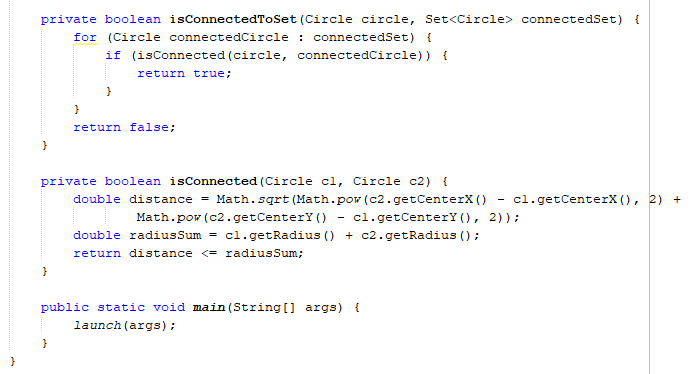 private boolean isConnectedToSet(Circle circle, Set<Circle> connectedSet) {
for (Circle connectedCircle : connectedSet) {
if (isConnected(circle, connectedCircle)) {
return true;
}
}
return false;
}
private boolean isConnected(Circle c1, Circle c2) {
double distance = Math.sqrt(Math.pow(c2.getCenterX() - c1.getCenterX(), 2) +
Math.pow(c2.getCenterY() - c1.getCenterY(), 2));
double radiusSum = c1.getRadius() + c2.getRadius();
return distance <= radiusSum;
}
public static void main(String[] args) {
launch(args);
}
}